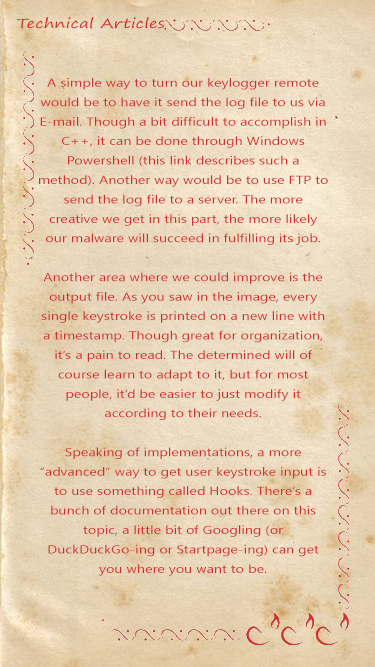 Technical Articles
A simple way to turn our keylogger remote
would be to have it send the log file to us via
E-mail. Though a bit difficult to accomplish in
C++, it can be done through Windows
Powershell (this link describes such a
method). Another way would be to use FTP to
send the log file to a server. The more
creative we get in this part, the more likely
our malware will succeed in fulfilling its job.
Another area where we could improve is the
output file. As you saw in the image, every
single keystroke is printed on a new line with
a timestamp. Though great for organization,
it's a pain to read. The determined will of
course learn to adapt to it, but for most
people, it'd be easier to just modify it
according to their needs.
Speaking of implementations, a more
“advanced” way to get user keystroke input is
to use something called Hooks. There's a
bunch of documentation out there on this
topic, a little bit of Googling (or
DuckDuckGo-ing or Startpage-ing) can get
you where you want to be.